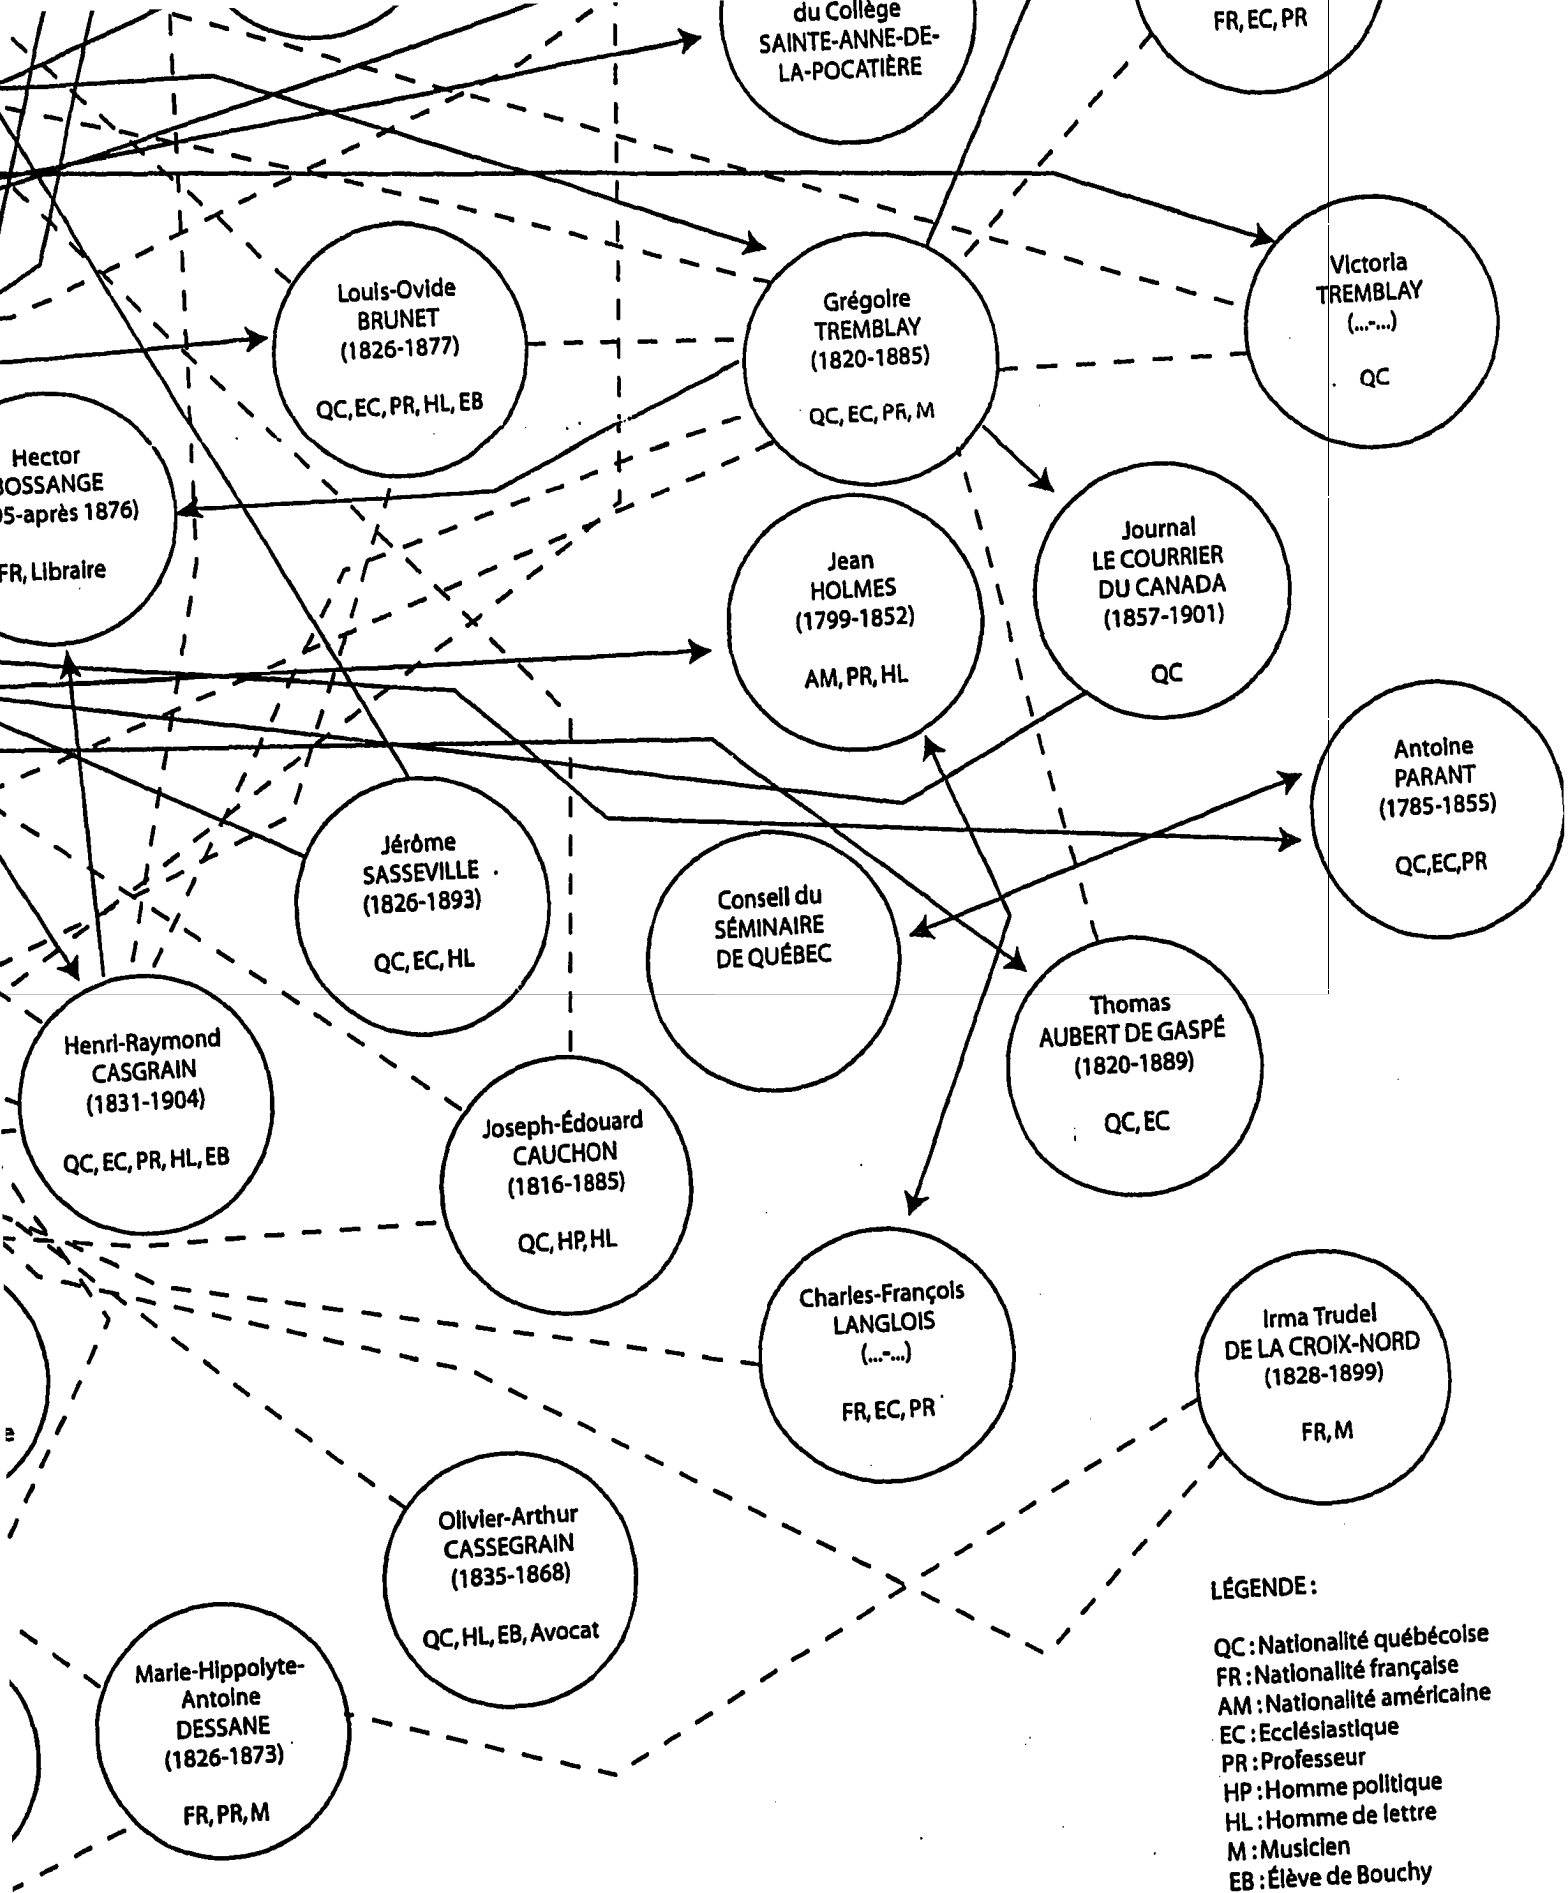 du Collège
SAINTE-ANNE-DE-
LA-POCATIÈRE
FR, EC, PR
Louis-Ovide
BRUNET
(1826-1877)
QC, EC, PR, HL, EB
Grégoire
TREMBLAY
(1820-1885)
QC, EC, PR, M
Victoria
TREMBLAY
(...-...)
QC
Hector
BOSSANGE
5-après 1876)
FR, Libraire
Jean
HOLMES
(1799-1852)
AM, PR, HL
Journal
LE COURRIER
DU CANADA
(1857-1901)
QC
Antoine
PARANT
(1785-1855)
QC,EC,PR
Jérôme
SASSEVILLE
(1826-1893)
QC, EC, HL
Conseil du
SÉMINAIRE
DE QUÉBEC
Thomas
AUBERT DE GASPÉ
(1820-1889)
QC, EC
Henri-Raymond
CASGRAIN
(1831-1904)
QC, EC, PR, HL, EB
Joseph-Édouard
CAUCHON
(1816-1885)
QC, HP, HL
Charles-François
LANGLOIS
(...-...)
FR, EC, PR
Irma Trudel
DE LA CROIX-NORD
(1828-1899)
FR, M
e
Olivier-Arthur
CASSEGRAIN
(1835-1868)
QC, HL, EB, Avocat
Marie-Hippolyte-
Antoine
DESSANE
(1826-1873)
FR, PR, M
LÉGENDE :
QC : Nationalité québécoise
FR : Nationalité française
AM : Nationalité américaine
EC : Ecclésiastique
PR : Professeur
HP : Homme politique
HL : Homme de lettre
M : Musicien
EB : Élève de Bouchy